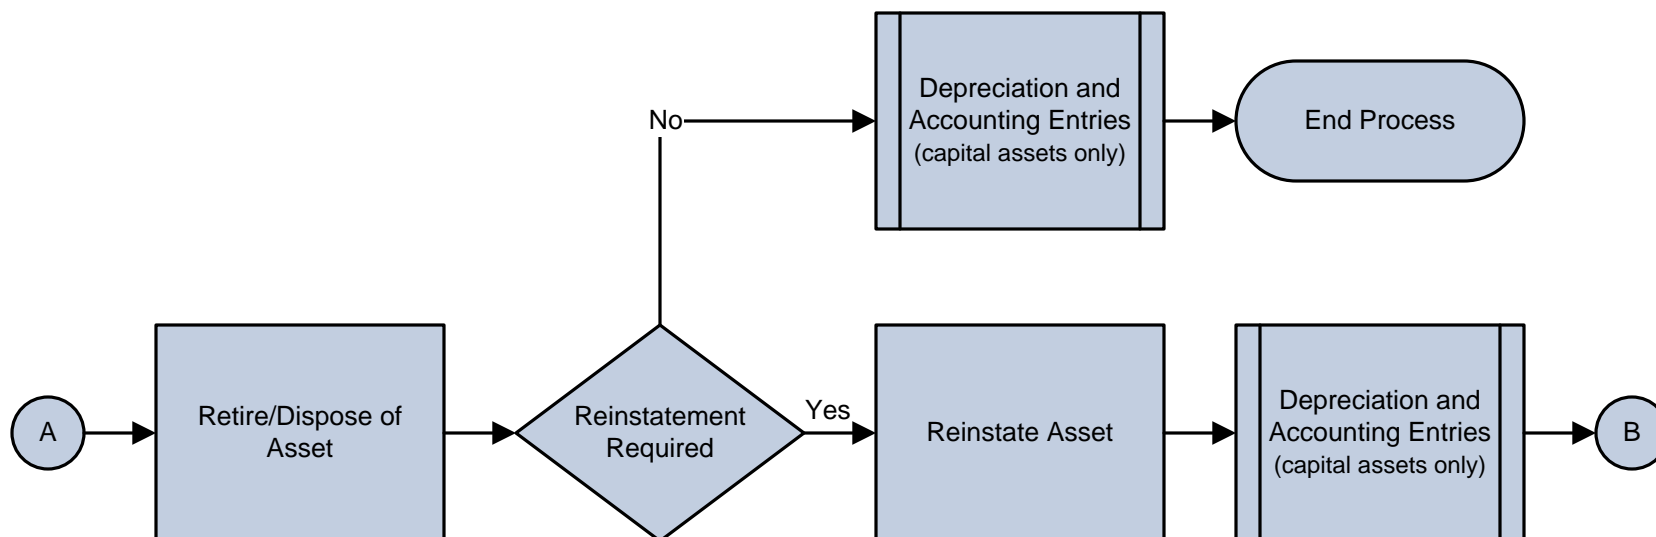 Depreciation and
Accounting Entries
(capital assets only)
End Process
No
A
Retire/Dispose of
Asset
Reinstatement
Required
Yes
Reinstate Asset
Depreciation and
Accounting Entries
(capital assets only)
B